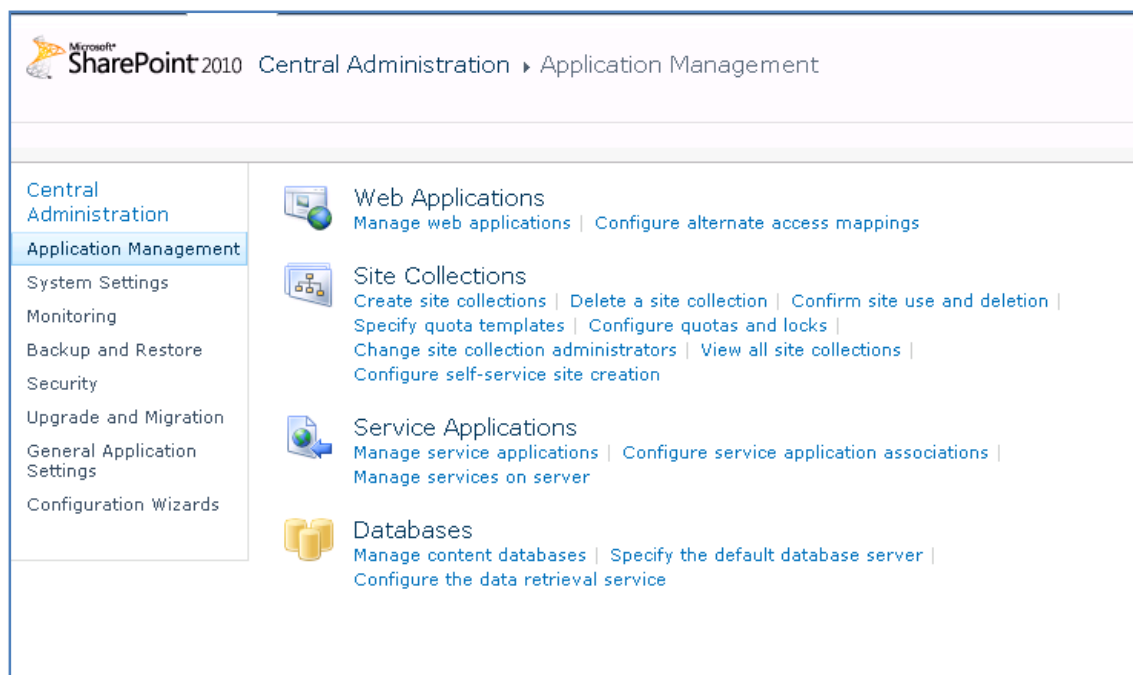 Microsoft
SharePoint 2010 Central Administration ▸ Application Management
Central
Administration
Application Management
System Settings
Monitoring
Backup and Restore
Security
Upgrade and Migration
General Application
Settings
Configuration Wizards
Web Applications
Manage web applications | Configure alternate access mappings
Site Collections
Create site collections | Delete a site collection | Confirm site use and deletion |
Specify quota templates | Configure quotas and locks |
Change site collection administrators | View all site collections |
Configure self-service site creation
Service Applications
Manage service applications | Configure service application associations |
Manage services on server
Databases
Manage content databases | Specify the default database server |
Configure the data retrieval service